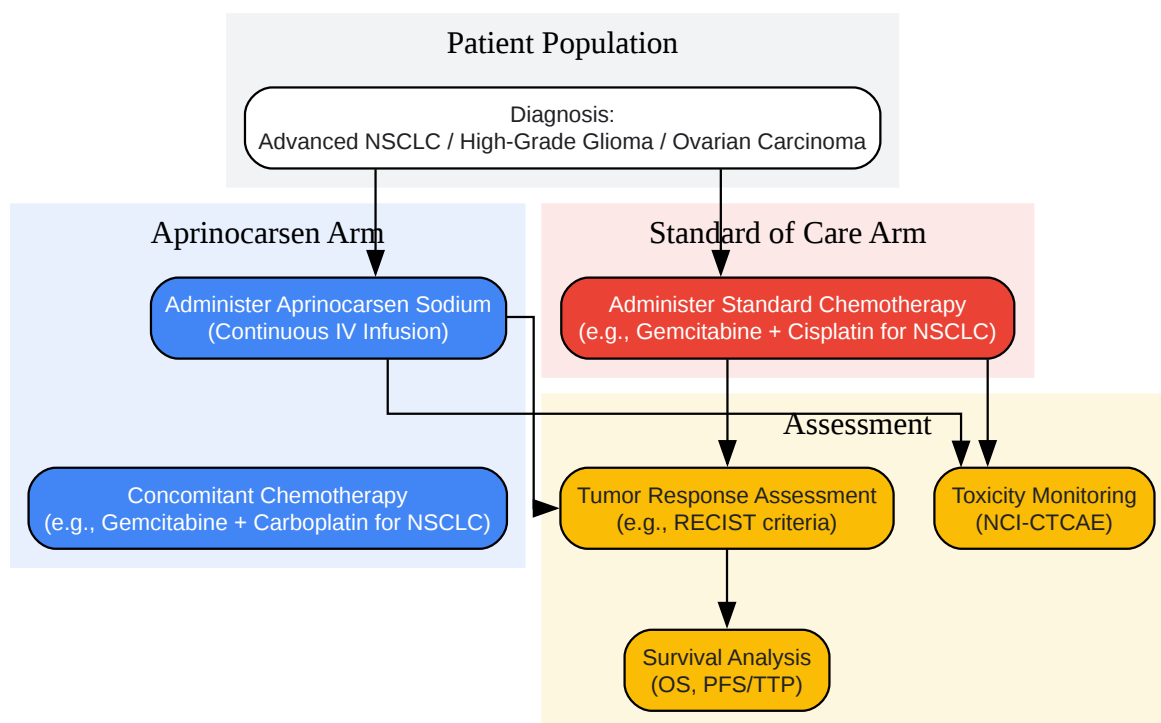 Patient Population
Diagnosis:
Advanced NSCLC / High-Grade Glioma / Ovarian Carcinoma
Aprinocarsen Arm
Administer Aprinocarsen Sodium
(Continuous IV Infusion)
Concomitant Chemotherapy
(e.g., Gemcitabine + Carboplatin for NSCLC)
Standard of Care Arm
Administer Standard Chemotherapy
(e.g., Gemcitabine + Cisplatin for NSCLC)
Assessment
Tumor Response Assessment
(e.g., RECIST criteria)
Toxicity Monitoring
(NCI-CTCAE)
Survival Analysis
(OS, PFS/TTP)